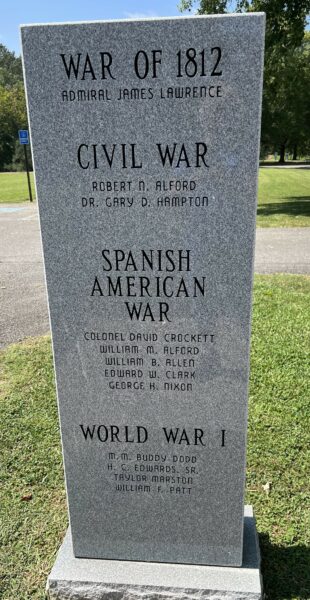 WAR OF 1812
ADMIRAL JAMES LAWRENCE
CIVIL WAR
ROBERT N. ALFORD
DR. GARY D. HAMPTON
SPANISH
AMERICAN
WAR
COLONEL DAVID CROCKETT
WILLIAM M. ALFORD
WILLIAM B. ALLEN
EDWARD W. CLARK
GEORGE H. NIXON
WORLD WAR I
M.M. BUDDY DODD
H. C. EDWARDS, SR.
TAYLOR MARSTON
WILLIAM F. PATT